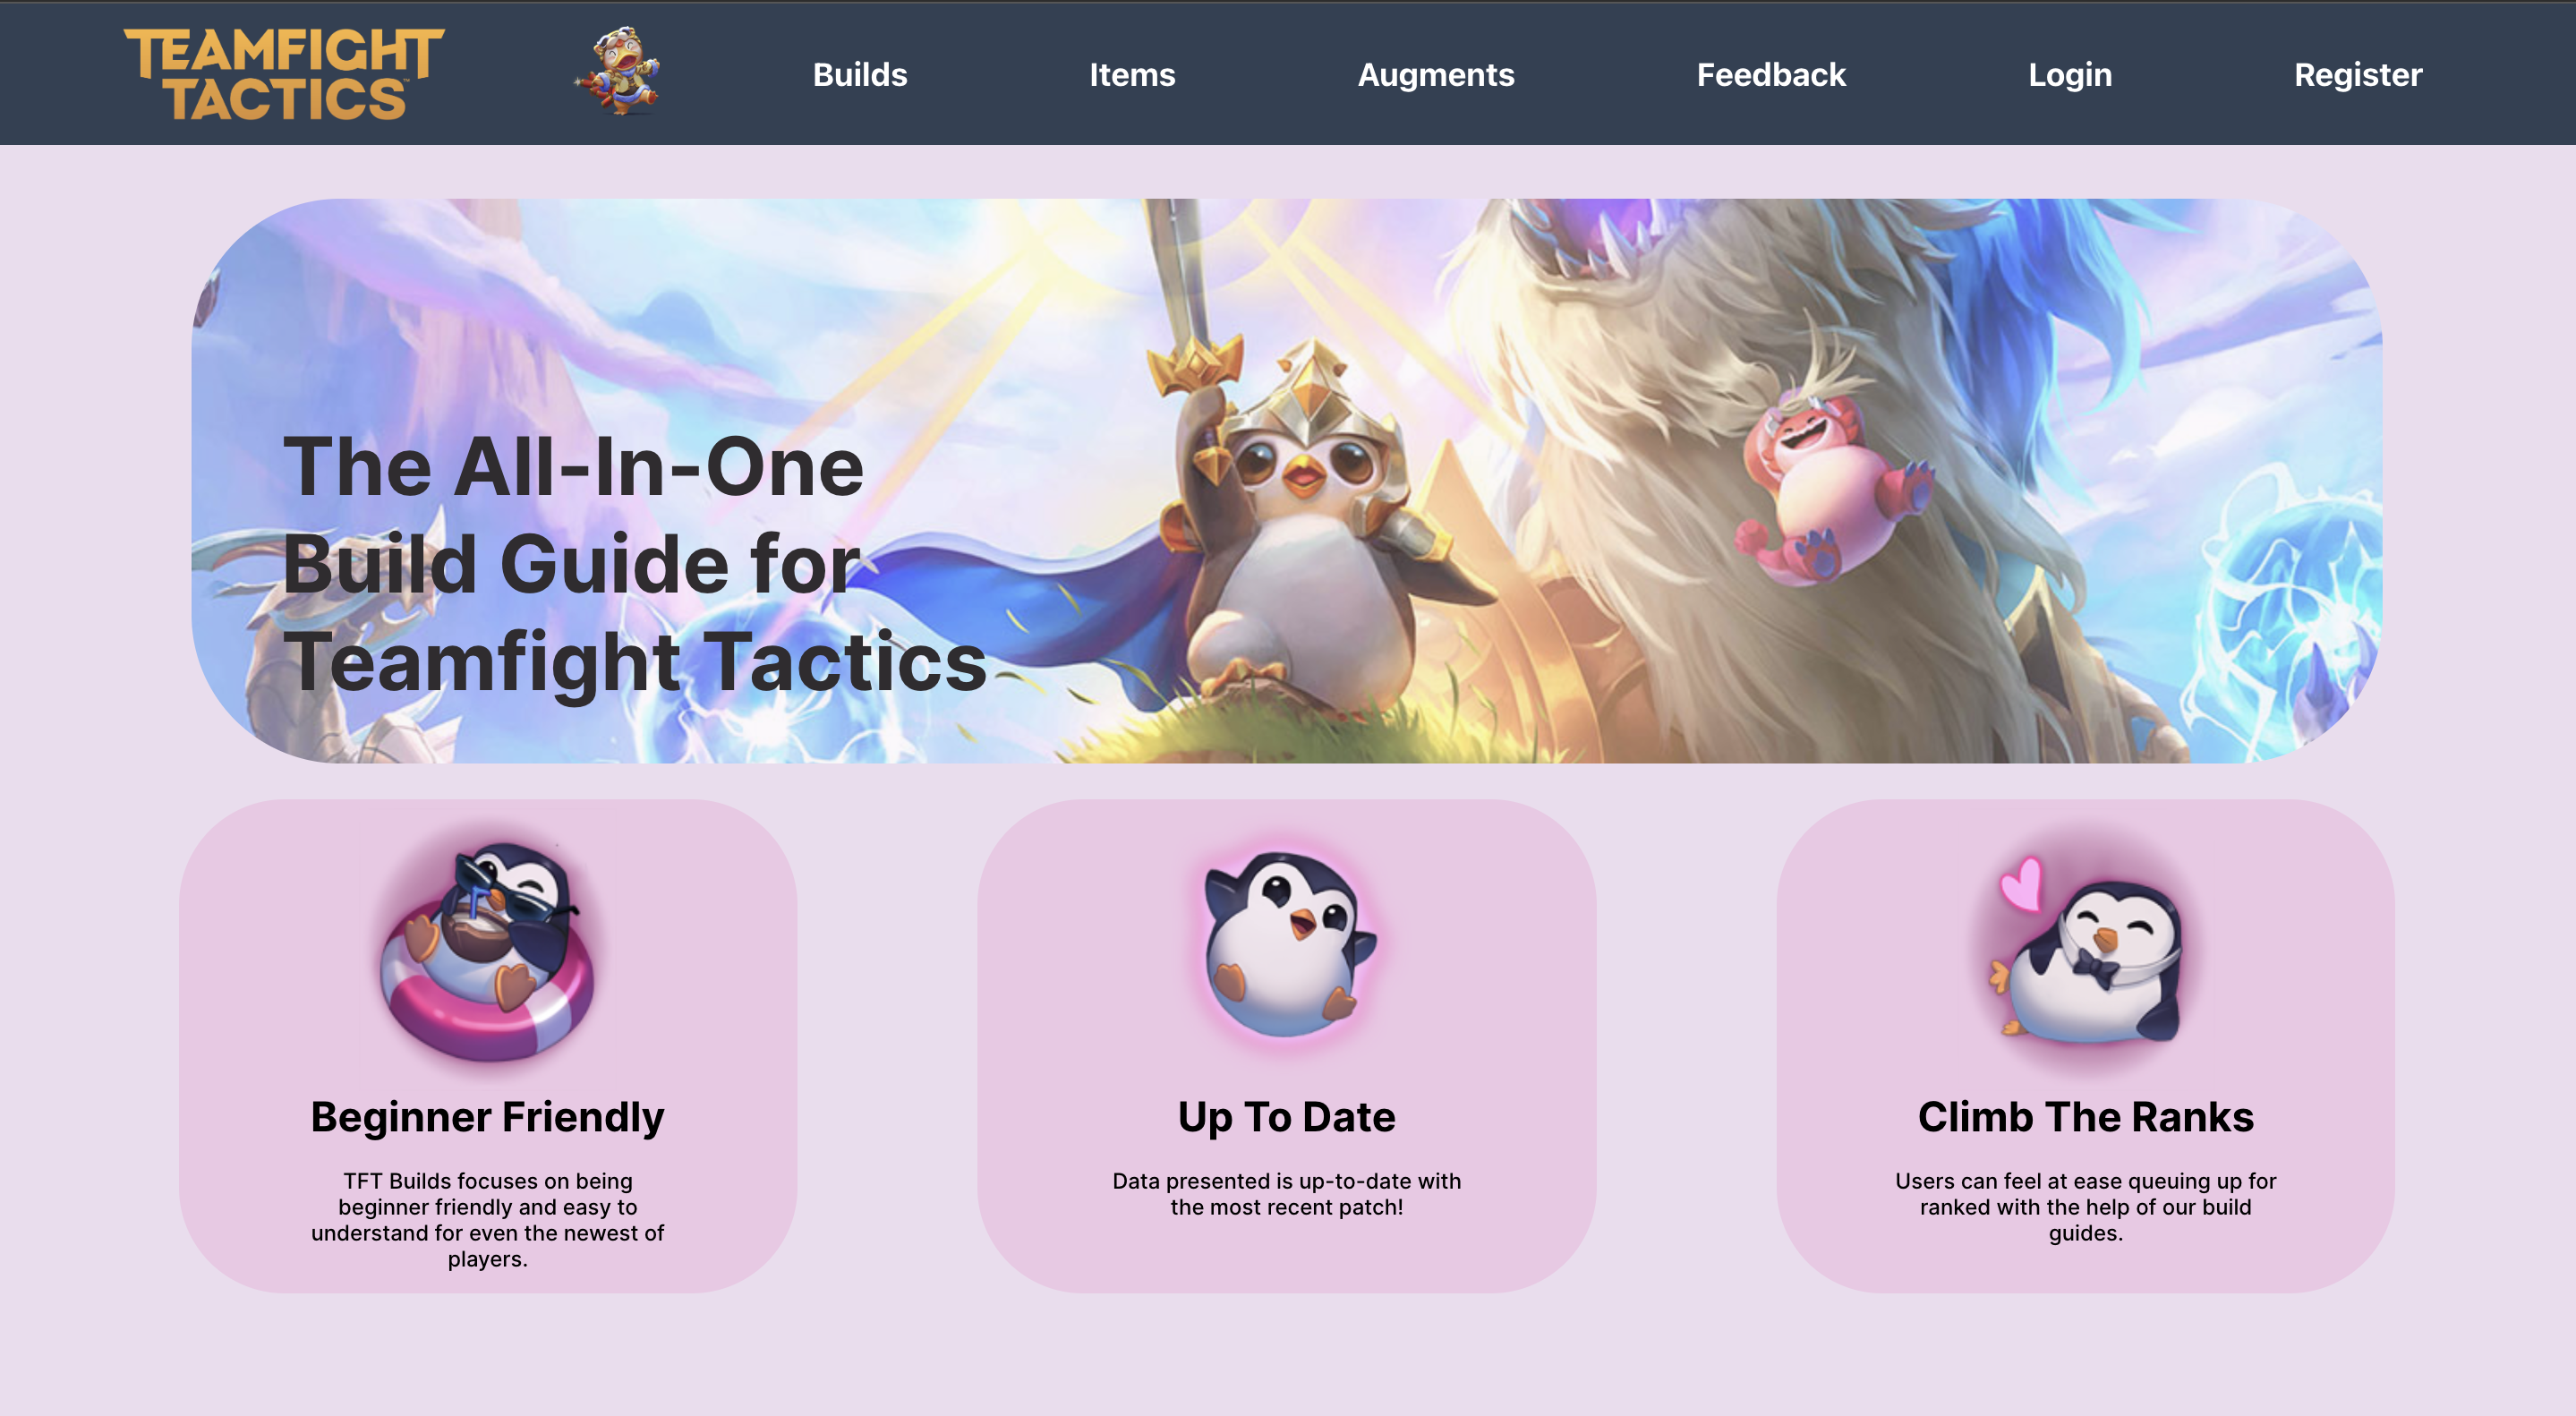 TEAMFIGHT
TACTICS™
Builds
Items
Augments
Feedback
Login
Register
The All-In-One
Build Guide for
Teamfight Tactics
Beginner Friendly
TFT Builds focuses on being
beginner friendly and easy to
understand for even the newest of
players.
Up To Date
Data presented is up-to-date with
the most recent patch!
Climb The Ranks
Users can feel at ease queuing up for
ranked with the help of our build
guides.